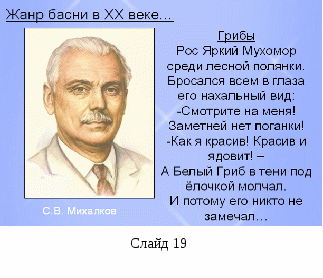 Жанр басни в XX веке...
Грибы
Рос Яркий Мухомор
среди лесной полянки.
Бросался всем в глаза
его нахальный вид:
-Смотрите на меня!
Заметней нет поганки!
-Как я красив! Красив и
ядовит! –
А Белый Гриб в тени под
ёлочкой молчал.
И потому его никто не
замечал…
С.В. Михалков
Слайд 19